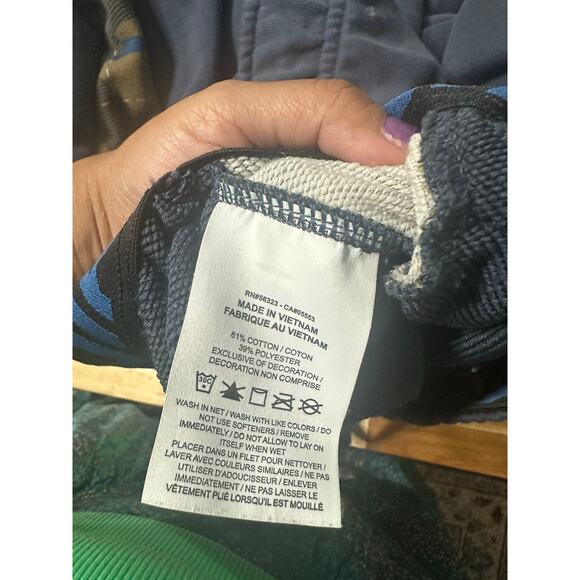 RN#56323 - CA#05553
MADE IN VIETNAM
FABRIQUE AU VIETNAM
61% COTTON / COTON
39% POLYESTER
EXCLUSIVE OF DECORATION /
DECORATION NON COMPRISE
30C
WASH IN NET / WASH WITH LIKE COLORS / DO
NOT USE SOFTENERS / REMOVE
IMMEDIATELY / DO NOT ALLOW TO LAY ON
ITSELF WHEN WET
PLACER DANS UN FILET POUR NETTOYER /
LAVER AVEC COULEURS SIMILAIRES / NE PAS
UTILISER D'ADOUCISSEUR / ENLEVER
IMMÉDIATEMENT / NE PAS LAISSER LE
VÊTEMENT PLIÉ LORSQU'IL EST MOUILLÉ